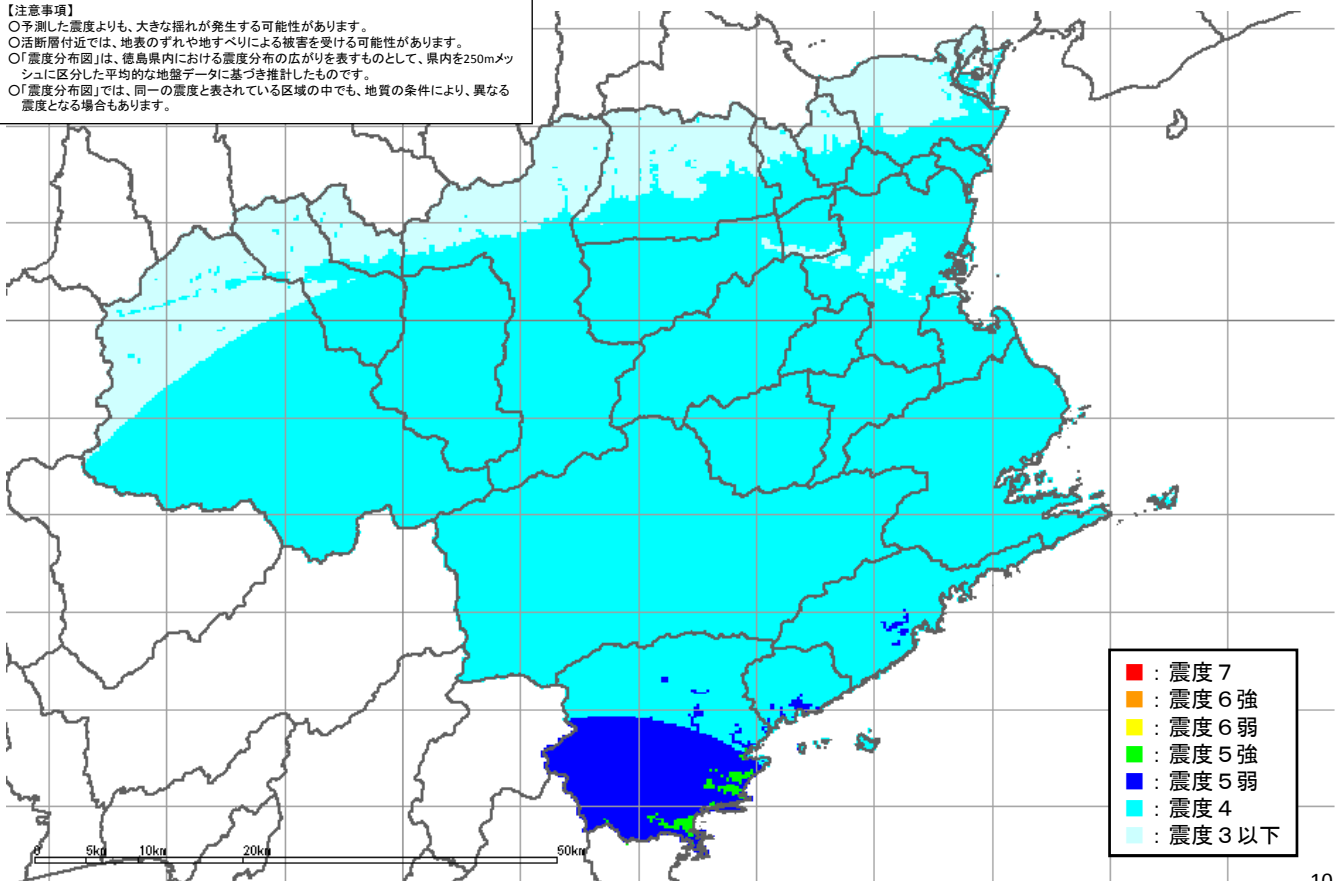 【注意事項】
○予測した震度よりも、大きな揺れが発生する可能性があります。
○活断層付近では、地表のずれや地すべりによる被害を受ける可能性があります。
○「震度分布図」は、徳島県内における震度分布の広がりを表すものとして、県内を250mメッ
シュに区分した平均的な地盤データに基づき推計したものです。
○「震度分布図」では、同一の震度と表されている区域の中でも、地質の条件により、異なる
震度となる場合もあります。
：震度７
：震度６強
：震度６弱
：震度５強
：震度５弱
：震度４
：震度３以下
0 5km 10km 20km 50km
10